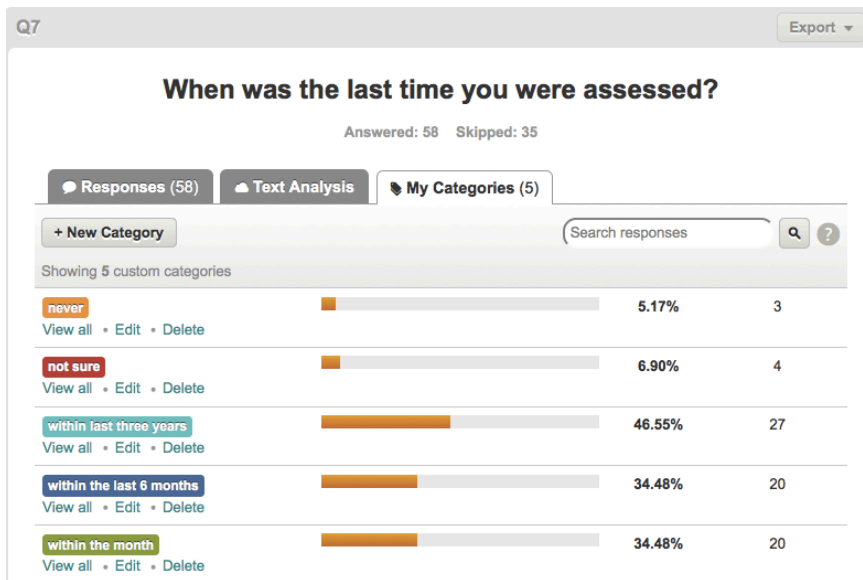 Q7
Export
When was the last time you were assessed?
Answered: 58 Skipped: 35
Responses (58) Text Analysis My Categories (5)
+ New Category Search responses ?
Showing 5 custom categories
never 5.17% 3
View all • Edit • Delete
not sure 6.90% 4
View all • Edit • Delete
within last three years 46.55% 27
View all • Edit • Delete
within the last 6 months 34.48% 20
View all • Edit • Delete
within the month 34.48% 20
View all • Edit • Delete